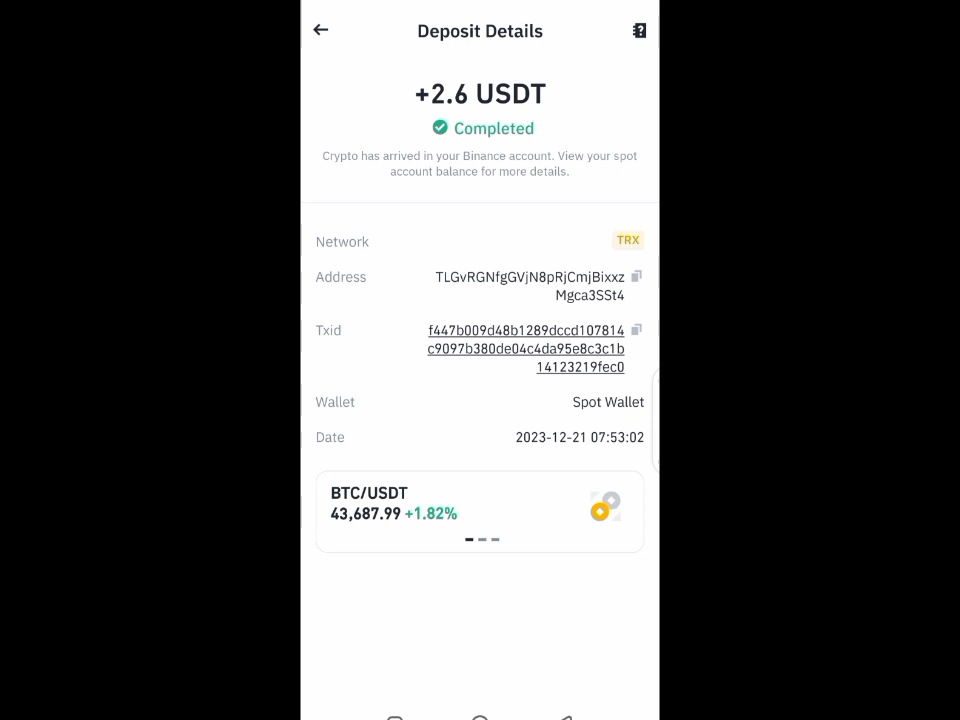 Deposit Details
+2.6 USDT
Completed
Crypto has arrived in your Binance account. View your spot
account balance for more details.
Network TRX
Address TLGvRGNfgGVjN8pRjCmjBixxz
Mgca3SSt4
Txid f447b009d48b1289dccd107814
c9097b380de04c4da95e8c3c1b
14123219fec0
Wallet Spot Wallet
Date 2023-12-21 07:53:02
BTC/USDT
43,687.99 +1.82%